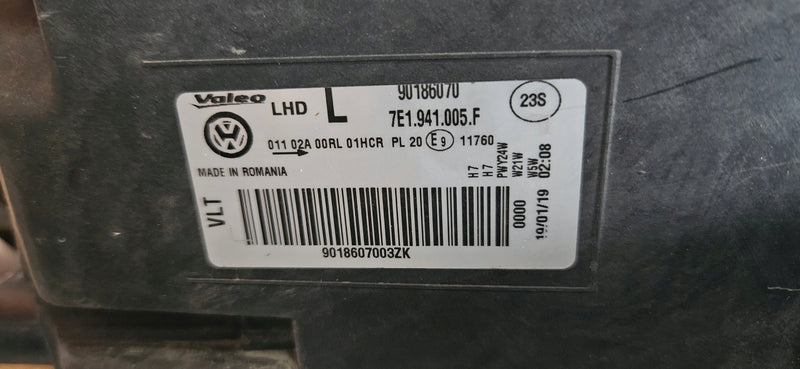 Valeo LHD L 90186070 23S
7E1.941.005.F
011 02A 00RL 01HCR PL 20 E9 11760
MADE IN ROMANIA
H7
H7
PWY24W
W21W
W5W
02:08
VLT
0000
19/01/19
9018607003ZK